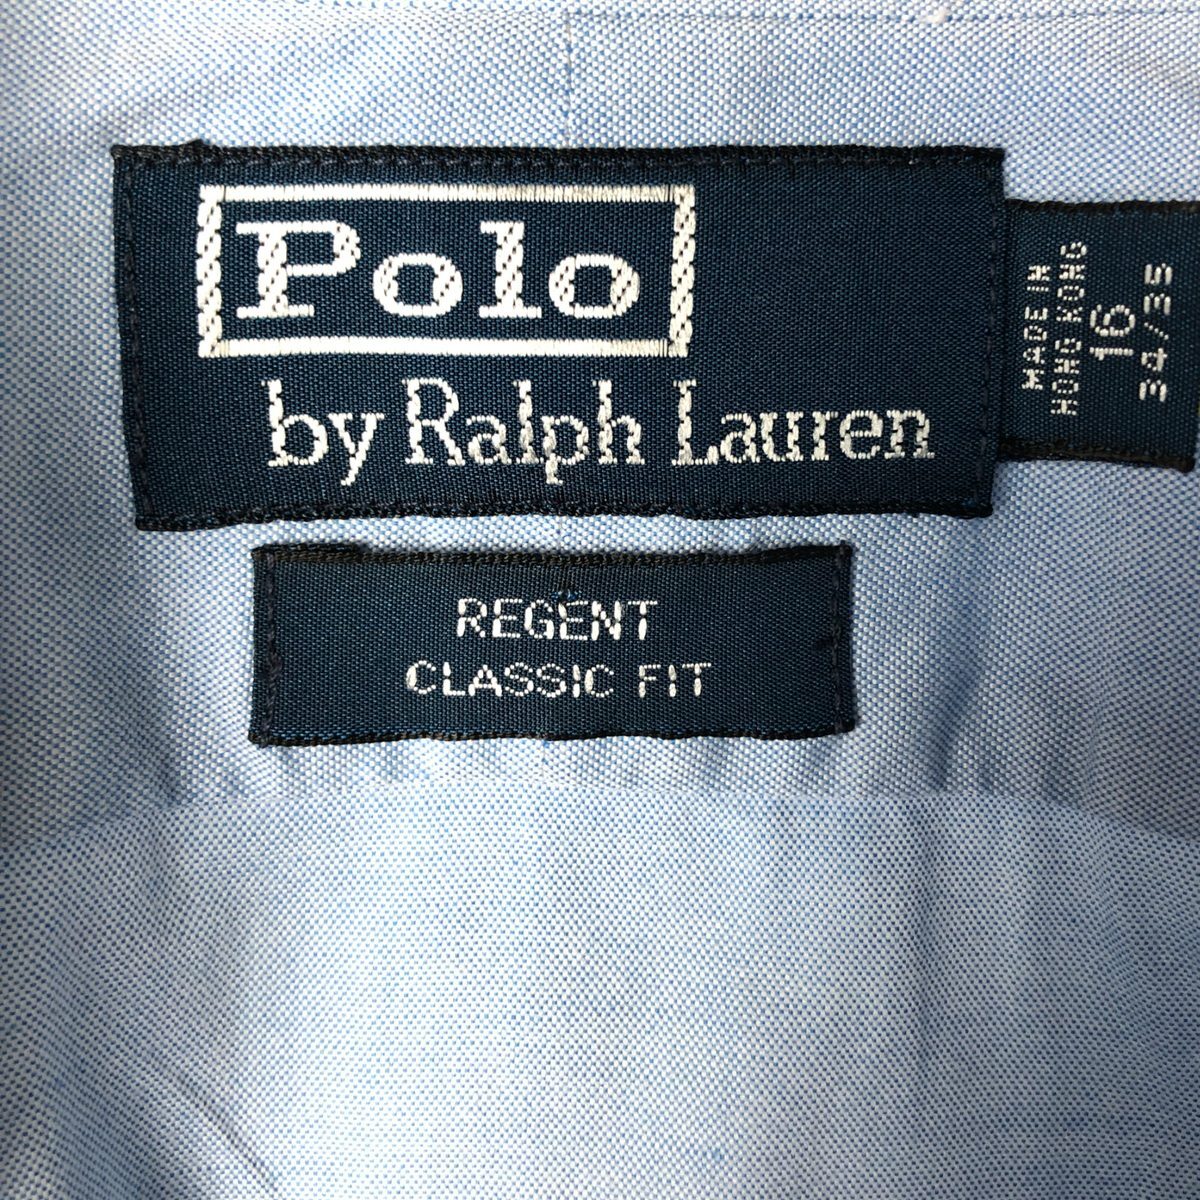 Polo
by Ralph Lauren
MADE IN
HONG KONG
16
34/35
REGENT
CLASSIC FIT